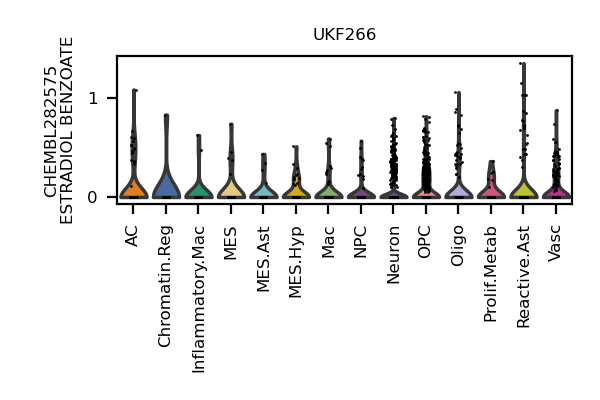 UKF266
CHEMBL282575
ESTRADIOL BENZOATE
1
0
AC
Chromatin.Reg
Inflammatory.Mac
MES
MES.Ast
MES.Hyp
Mac
NPC
Neuron
OPC
Oligo
Prolif.Metab
Reactive.Ast
Vasc